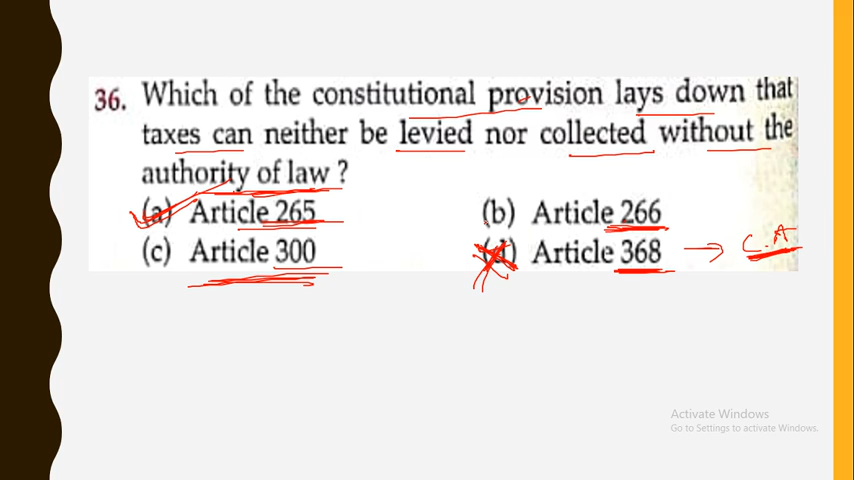 36. Which of the constitutional provision lays down that
taxes can neither be levied nor collected without the
authority of law ?
(a) Article 265 (b) Article 266
(c) Article 300 (d) Article 368 → C.A
Activate Windows
Go to Settings to activate Windows.